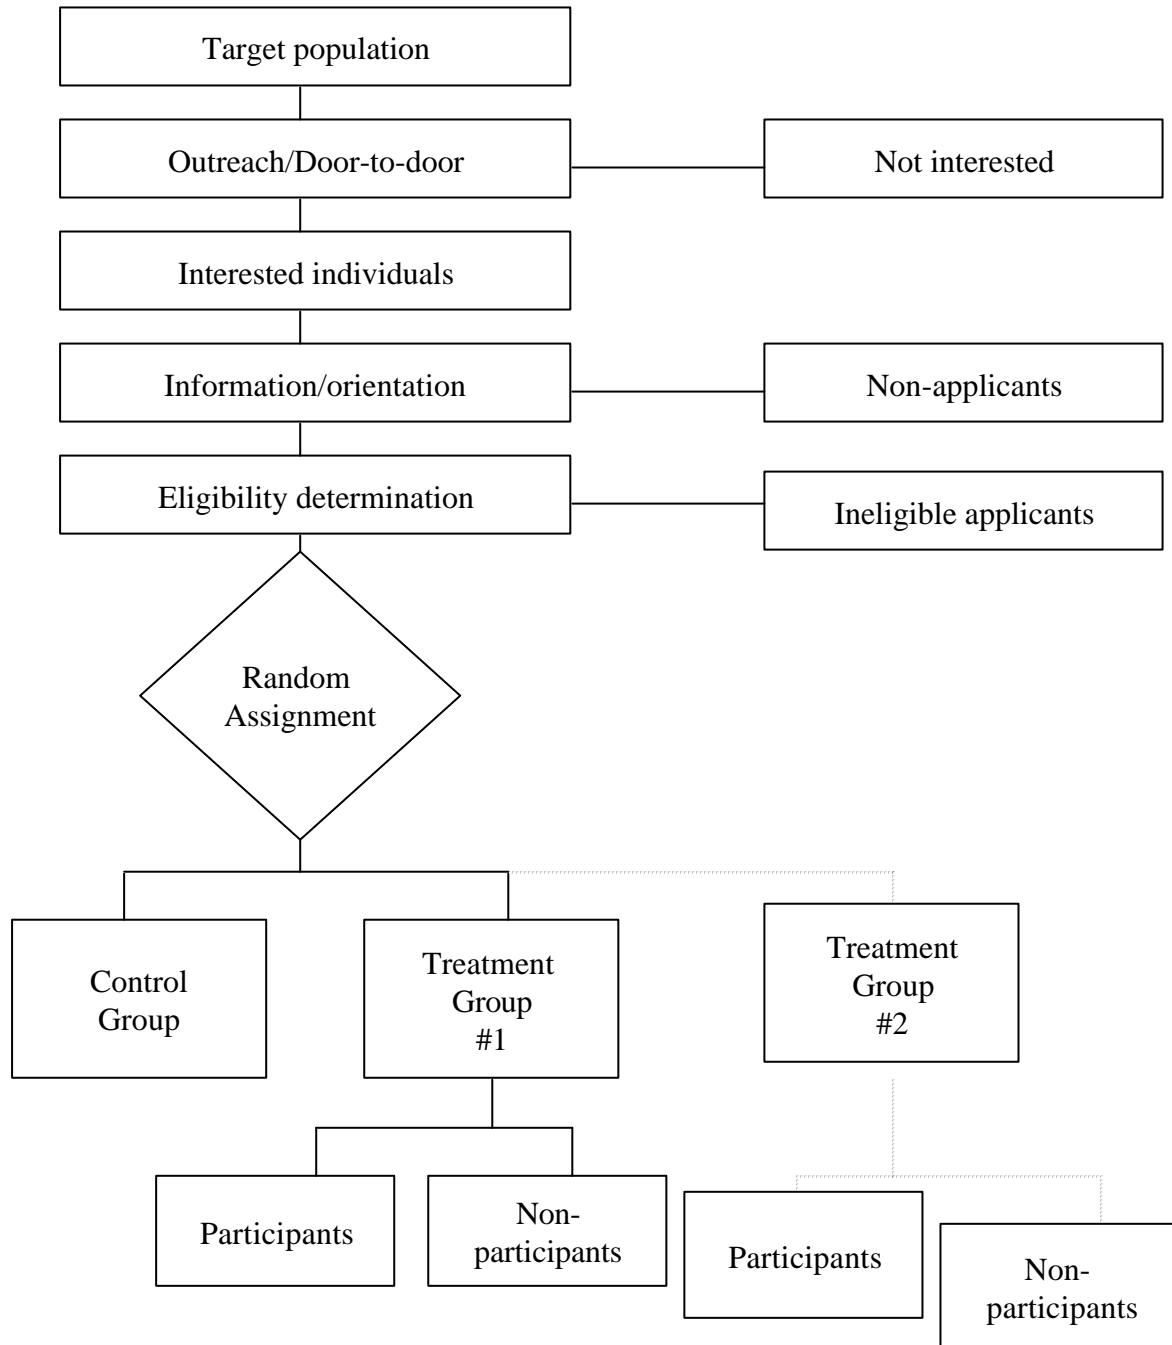 Target population
Outreach/Door-to-door
Not interested
Interested individuals
Information/orientation
Non-applicants
Eligibility determination
Ineligible applicants
Random
Assignment
Control
Group
Treatment
Group
#1
Treatment
Group
#2
Participants
Non-
participants
Participants
Non-
participants